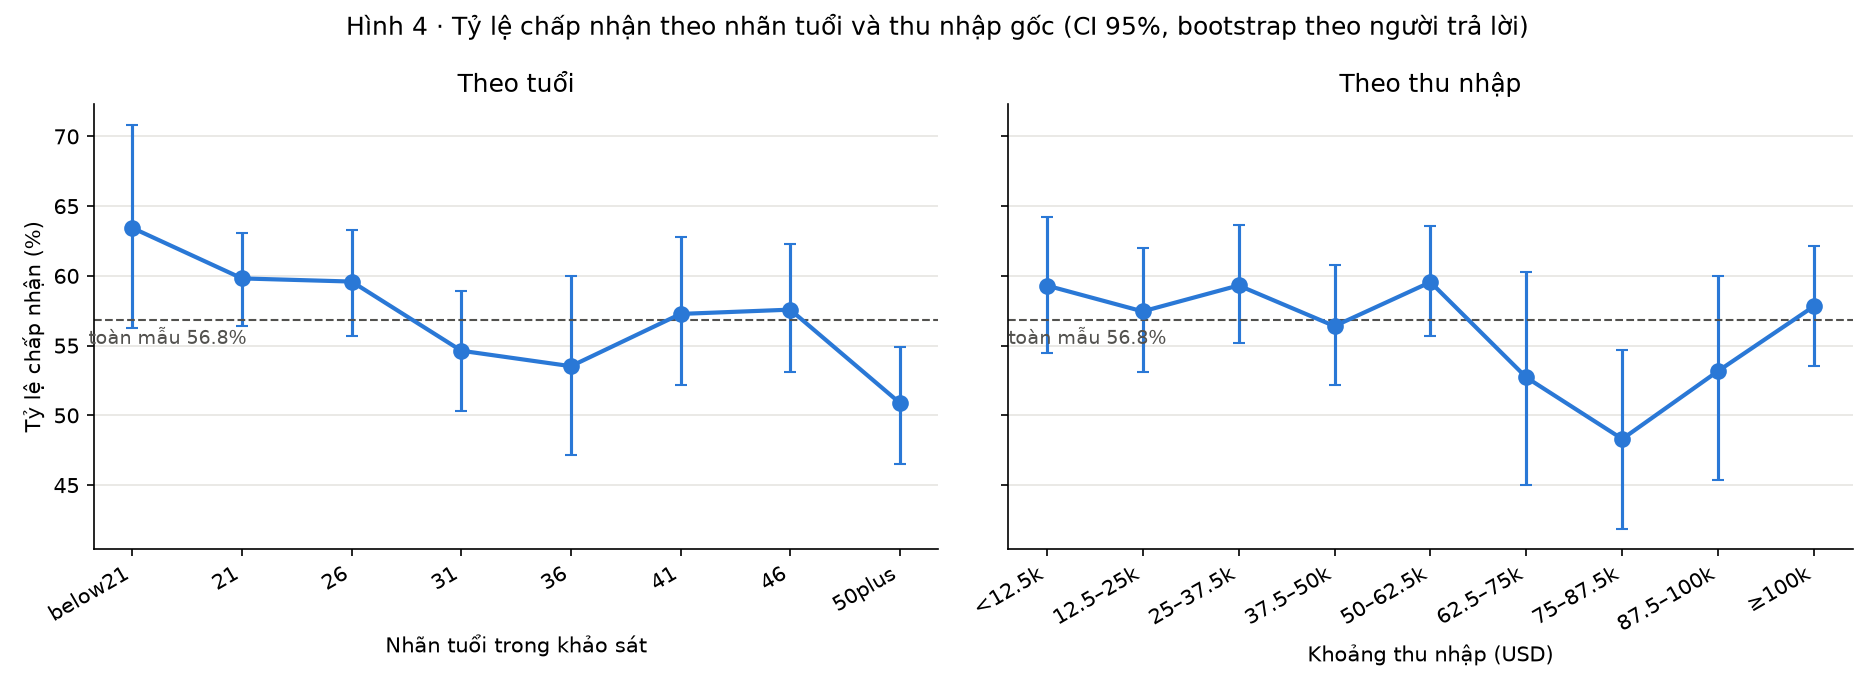 Hình 4 · Tỷ lệ chấp nhận theo nhãn tuổi và thu nhập gốc (CI 95%, bootstrap theo người trả lời)
Theo tuổi
Tỷ lệ chấp nhận (%)
70
65
60
55
50
45
toàn mẫu 56.8%
below21
21
26
31
36
41
46
50plus
Nhãn tuổi trong khảo sát
Theo thu nhập
toàn mẫu 56.8%
<12.5k
12.5–25k
25–37.5k
37.5–50k
50–62.5k
62.5–75k
75–87.5k
87.5–100k
≥100k
Khoảng thu nhập (USD)